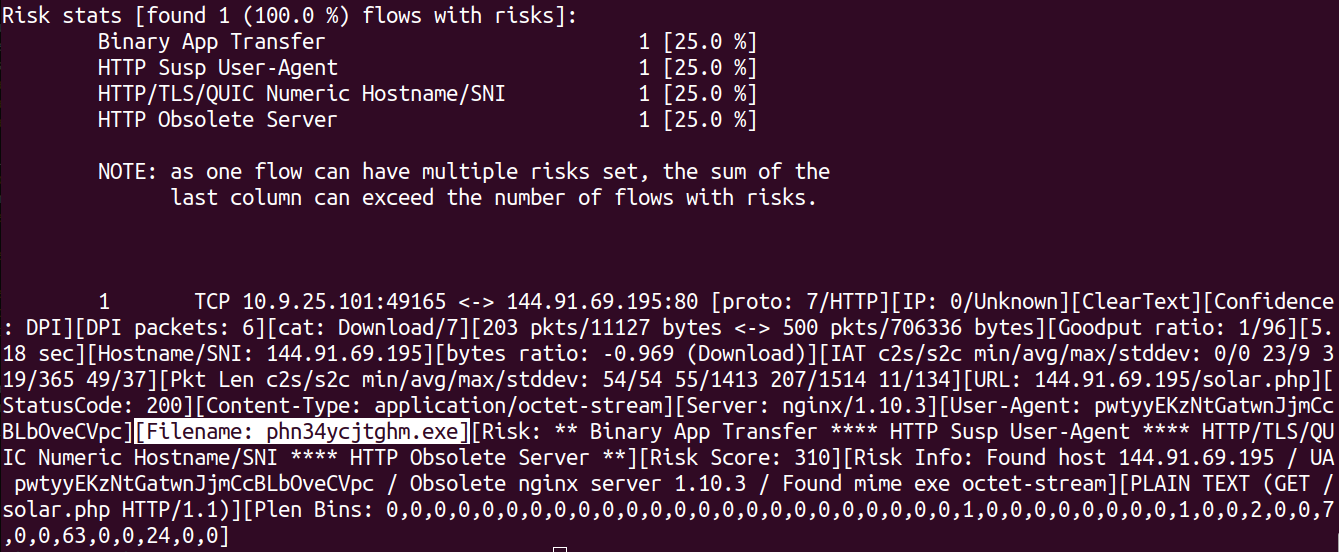 Risk stats [found 1 (100.0 %) flows with risks]:
Binary App Transfer 1 [25.0 %]
HTTP Susp User-Agent 1 [25.0 %]
HTTP/TLS/QUIC Numeric Hostname/SNI 1 [25.0 %]
HTTP Obsolete Server 1 [25.0 %]
NOTE: as one flow can have multiple risks set, the sum of the
last column can exceed the number of flows with risks.
1 TCP 10.9.25.101:49165 <-> 144.91.69.195:80 [proto: 7/HTTP][IP: 0/Unknown][ClearText][Confidence
: DPI][DPI packets: 6][cat: Download/7][203 pkts/11127 bytes <-> 500 pkts/706336 bytes][Goodput ratio: 1/96][5.
18 sec][Hostname/SNI: 144.91.69.195][bytes ratio: -0.969 (Download)][IAT c2s/s2c min/avg/max/stddev: 0/0 23/9 3
19/365 49/37][Pkt Len c2s/s2c min/avg/max/stddev: 54/54 55/1413 207/1514 11/134][URL: 144.91.69.195/solar.php][
StatusCode: 200][Content-Type: application/octet-stream][Server: nginx/1.10.3][User-Agent: pwtyyEKzNtGatwnJjmCc
BLbOveCVpc][Filename: phn34ycjtghm.exe][Risk: ** Binary App Transfer **** HTTP Susp User-Agent **** HTTP/TLS/QU
IC Numeric Hostname/SNI **** HTTP Obsolete Server **][Risk Score: 310][Risk Info: Found host 144.91.69.195 / UA
pwtyyEKzNtGatwnJjmCcBLbOveCVpc / Obsolete nginx server 1.10.3 / Found mime exe octet-stream][PLAIN TEXT (GET /
solar.php HTTP/1.1)][Plen Bins: 0,0,0,0,0,0,0,0,0,0,0,0,0,0,0,0,0,0,0,0,0,0,0,0,1,0,0,0,0,0,0,0,0,1,0,0,2,0,0,7
,0,0,63,0,0,24,0,0]